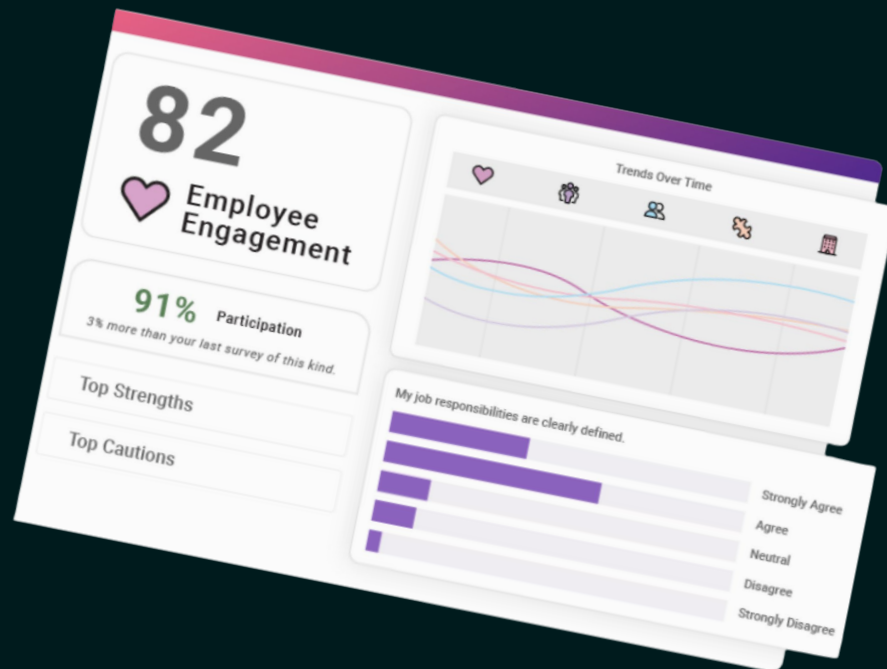 82
Employee
Engagement
91% Participation
3% more than your last survey of this kind.
Top Strengths
Top Cautions
Trends Over Time
My job responsibilities are clearly defined.
Strongly Agree
Agree
Neutral
Disagree
Strongly Disagree